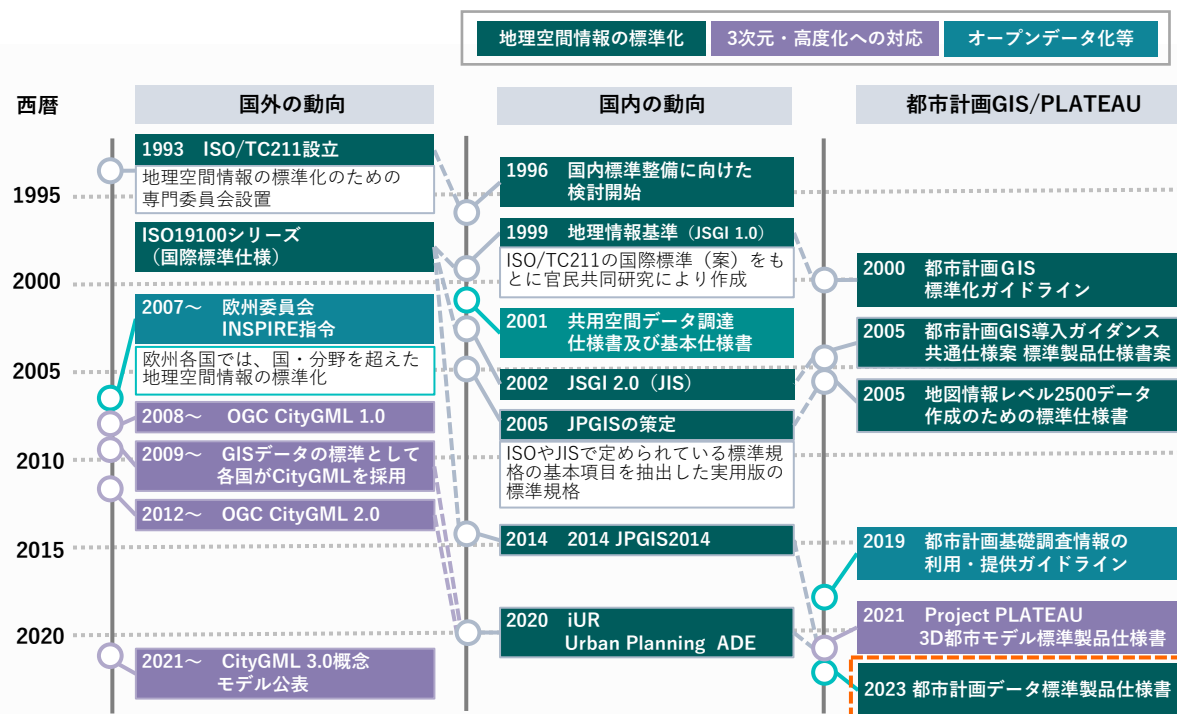 地理空間情報の標準化
3次元・高度化への対応
オープンデータ化等
西暦
国外の動向
国内の動向
都市計画GIS/PLATEAU
1995
2000
2005
2010
2015
2020
1993 ISO/TC211設立
地理空間情報の標準化のための
専門委員会設置
ISO19100シリーズ
（国際標準仕様）
2007～ 欧州委員会
INSPIRE指令
欧州各国では、国・分野を超えた
地理空間情報の標準化
2008～ OGC CityGML 1.0
2009～ GISデータの標準として
各国がCityGMLを採用
2012～ OGC CityGML 2.0
2021～ CityGML 3.0概念
モデル公表
1996 国内標準整備に向けた
検討開始
1999 地理情報基準（JSGI 1.0）
ISO/TC211の国際標準（案）をも
とに官民共同研究により作成
2001 共用空間データ調達
仕様書及び基本仕様書
2002 JSGI 2.0（JIS）
2005 JPGISの策定
ISOやJISで定められている標準規
格の基本項目を抽出した実用版の
標準規格
2014 2014 JPGIS2014
2020 iUR
Urban Planning ADE
2000 都市計画ＧIS
標準化ガイドライン
2005 都市計画GIS導入ガイダンス
共通仕様案 標準製品仕様書案
2005 地図情報レベル2500データ
作成のための標準仕様書
2019 都市計画基礎調査情報の
利用・提供ガイドライン
2021 Project PLATEAU
3D都市モデル標準製品仕様書
2023 都市計画データ標準製品仕様書